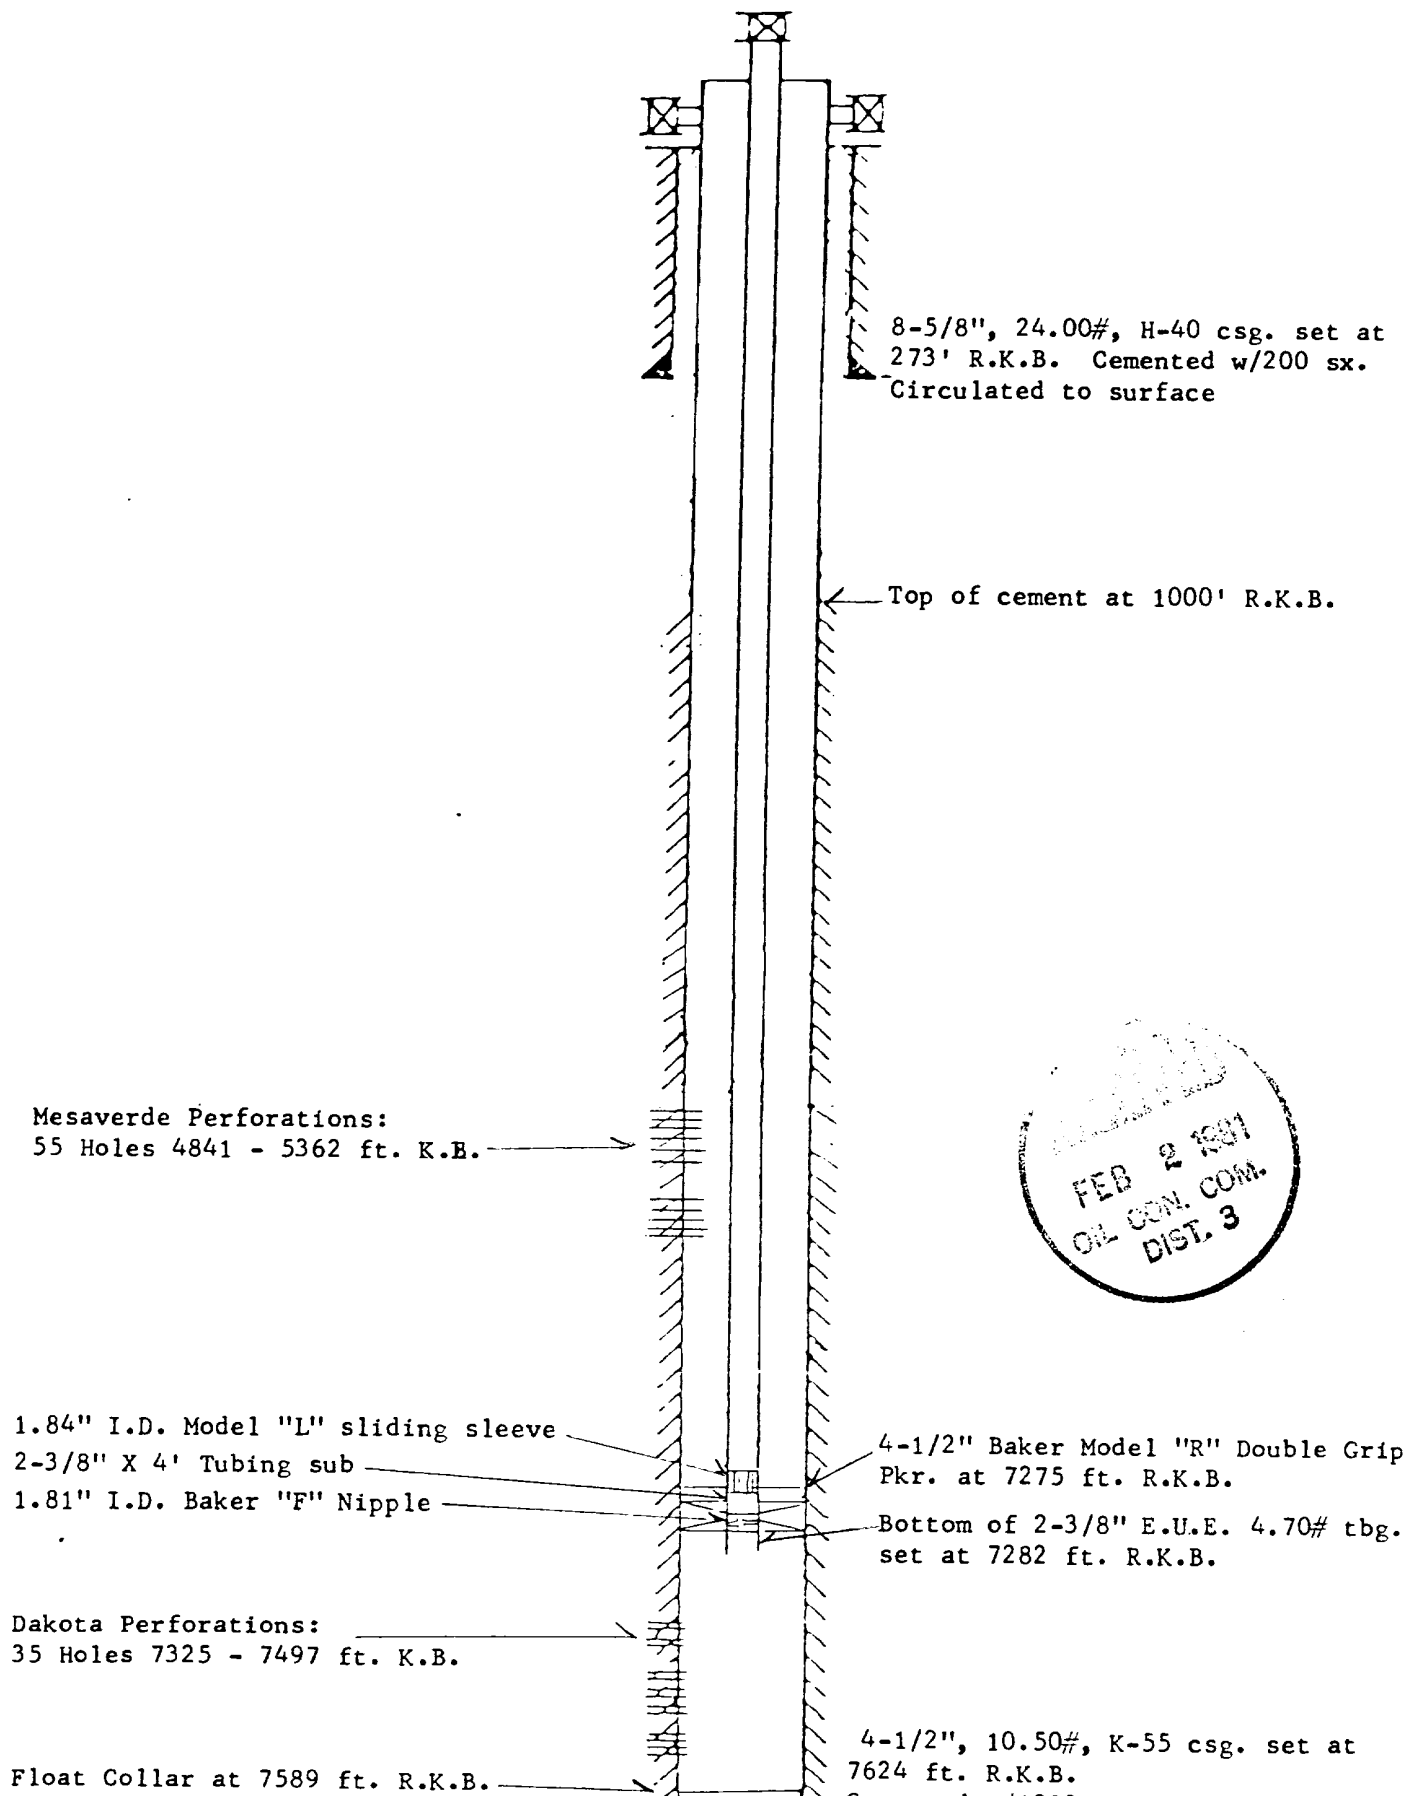 8-5/8", 24.00#, H-40 csg. set at
273' R.K.B. Cemented w/200 sx.
Circulated to surface
Top of cement at 1000' R.K.B.
Mesaverde Perforations:
55 Holes 4841 - 5362 ft. K.B.
FEB 2 1981
OIL CON. COM.
DIST. 3
1.84" I.D. Model "L" sliding sleeve
2-3/8" X 4' Tubing sub
1.81" I.D. Baker "F" Nipple
4-1/2" Baker Model "R" Double Grip
Pkr. at 7275 ft. R.K.B.
Bottom of 2-3/8" E.U.E. 4.70# tbg.
set at 7282 ft. R.K.B.
Dakota Perforations:
35 Holes 7325 - 7497 ft. K.B.
Float Collar at 7589 ft. R.K.B.
4-1/2", 10.50#, K-55 csg. set at
7624 ft. R.K.B.